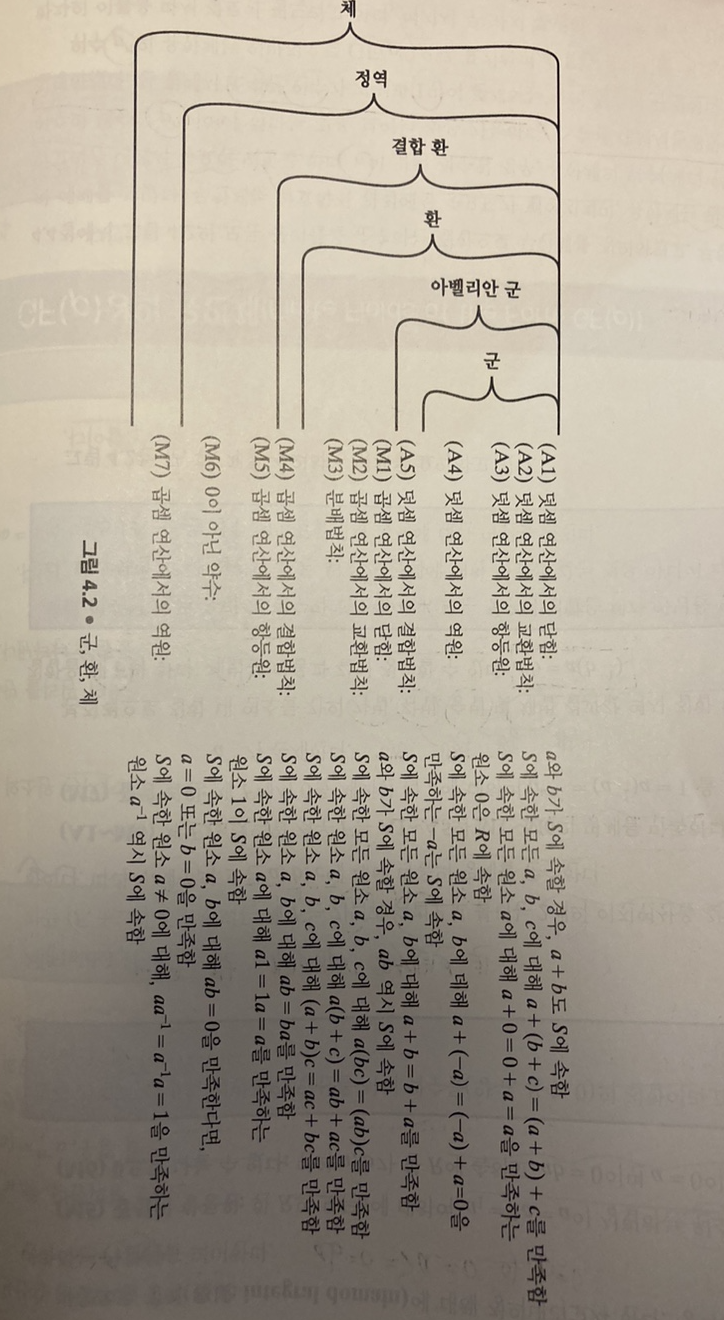 체
정역
결합 환
환
아벨리안 군
군
(A1) 덧셈 연산에서의 닫힘: a와 b가 S에 속할 경우, a + b도 S에 속함
(A2) 덧셈 연산에서의 교환법칙: S에 속한 모든 a, b, c에 대해 a + (b + c) = (a + b) + c를 만족함
(A3) 덧셈 연산에서의 항등원: S에 속한 모든 원소 a에 대해 a + 0 = 0 + a = a을 만족하는
원소 0은 R에 속함
(A4) 덧셈 연산에서의 역원: S에 속한 모든 원소 a, b에 대해 a + (−a) = (−a) + a=0을
만족하는 −a는 S에 속함
(A5) 덧셈 연산에서의 결합법칙: S에 속한 모든 원소 a, b에 대해 a + b = b + a를 만족함
(M1) 곱셈 연산에서의 닫힘: a와 b가 S에 속할 경우, ab 역시 S에 속함
(M2) 곱셈 연산에서의 교환법칙: S에 속한 모든 원소 a, b, c에 대해 a(bc) = (ab)c를 만족함
(M3) 분배법칙: S에 속한 원소 a, b, c에 대해 a(b + c) = ab + ac를 만족함
S에 속한 원소 a, b, c에 대해 (a + b)c = ac + bc를 만족함
(M4) 곱셈 연산에서의 결합법칙: S에 속한 원소 a, b에 대해 ab = ba를 만족함
(M5) 곱셈 연산에서의 항등원: S에 속한 원소 a에 대해 a1 = 1a = a를 만족하는
원소 1이 S에 속함
(M6) 0이 아닌 약수: S에 속한 원소 a, b에 대해 ab = 0을 만족한다면,
a = 0 또는 b = 0을 만족함
(M7) 곱셈 연산에서의 역원: S에 속한 원소 a ≠ 0에 대해, aa⁻¹ = a⁻¹a = 1을 만족하는
원소 a⁻¹ 역시 S에 속함
그림 4.2 • 군, 환, 체